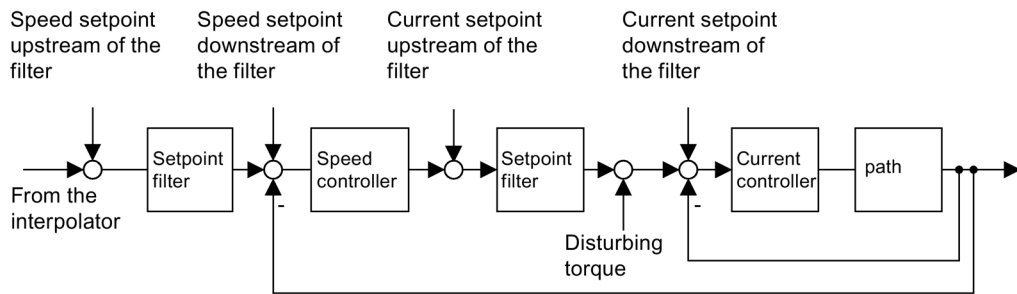 Speed setpoint
upstream of the
filter
Speed setpoint
downstream of
the filter
Current setpoint
upstream of the
filter
Current setpoint
downstream of
the filter
Setpoint
filter
Speed
controller
Setpoint
filter
Current
controller
path
From the
interpolator
-
-
Disturbing
torque